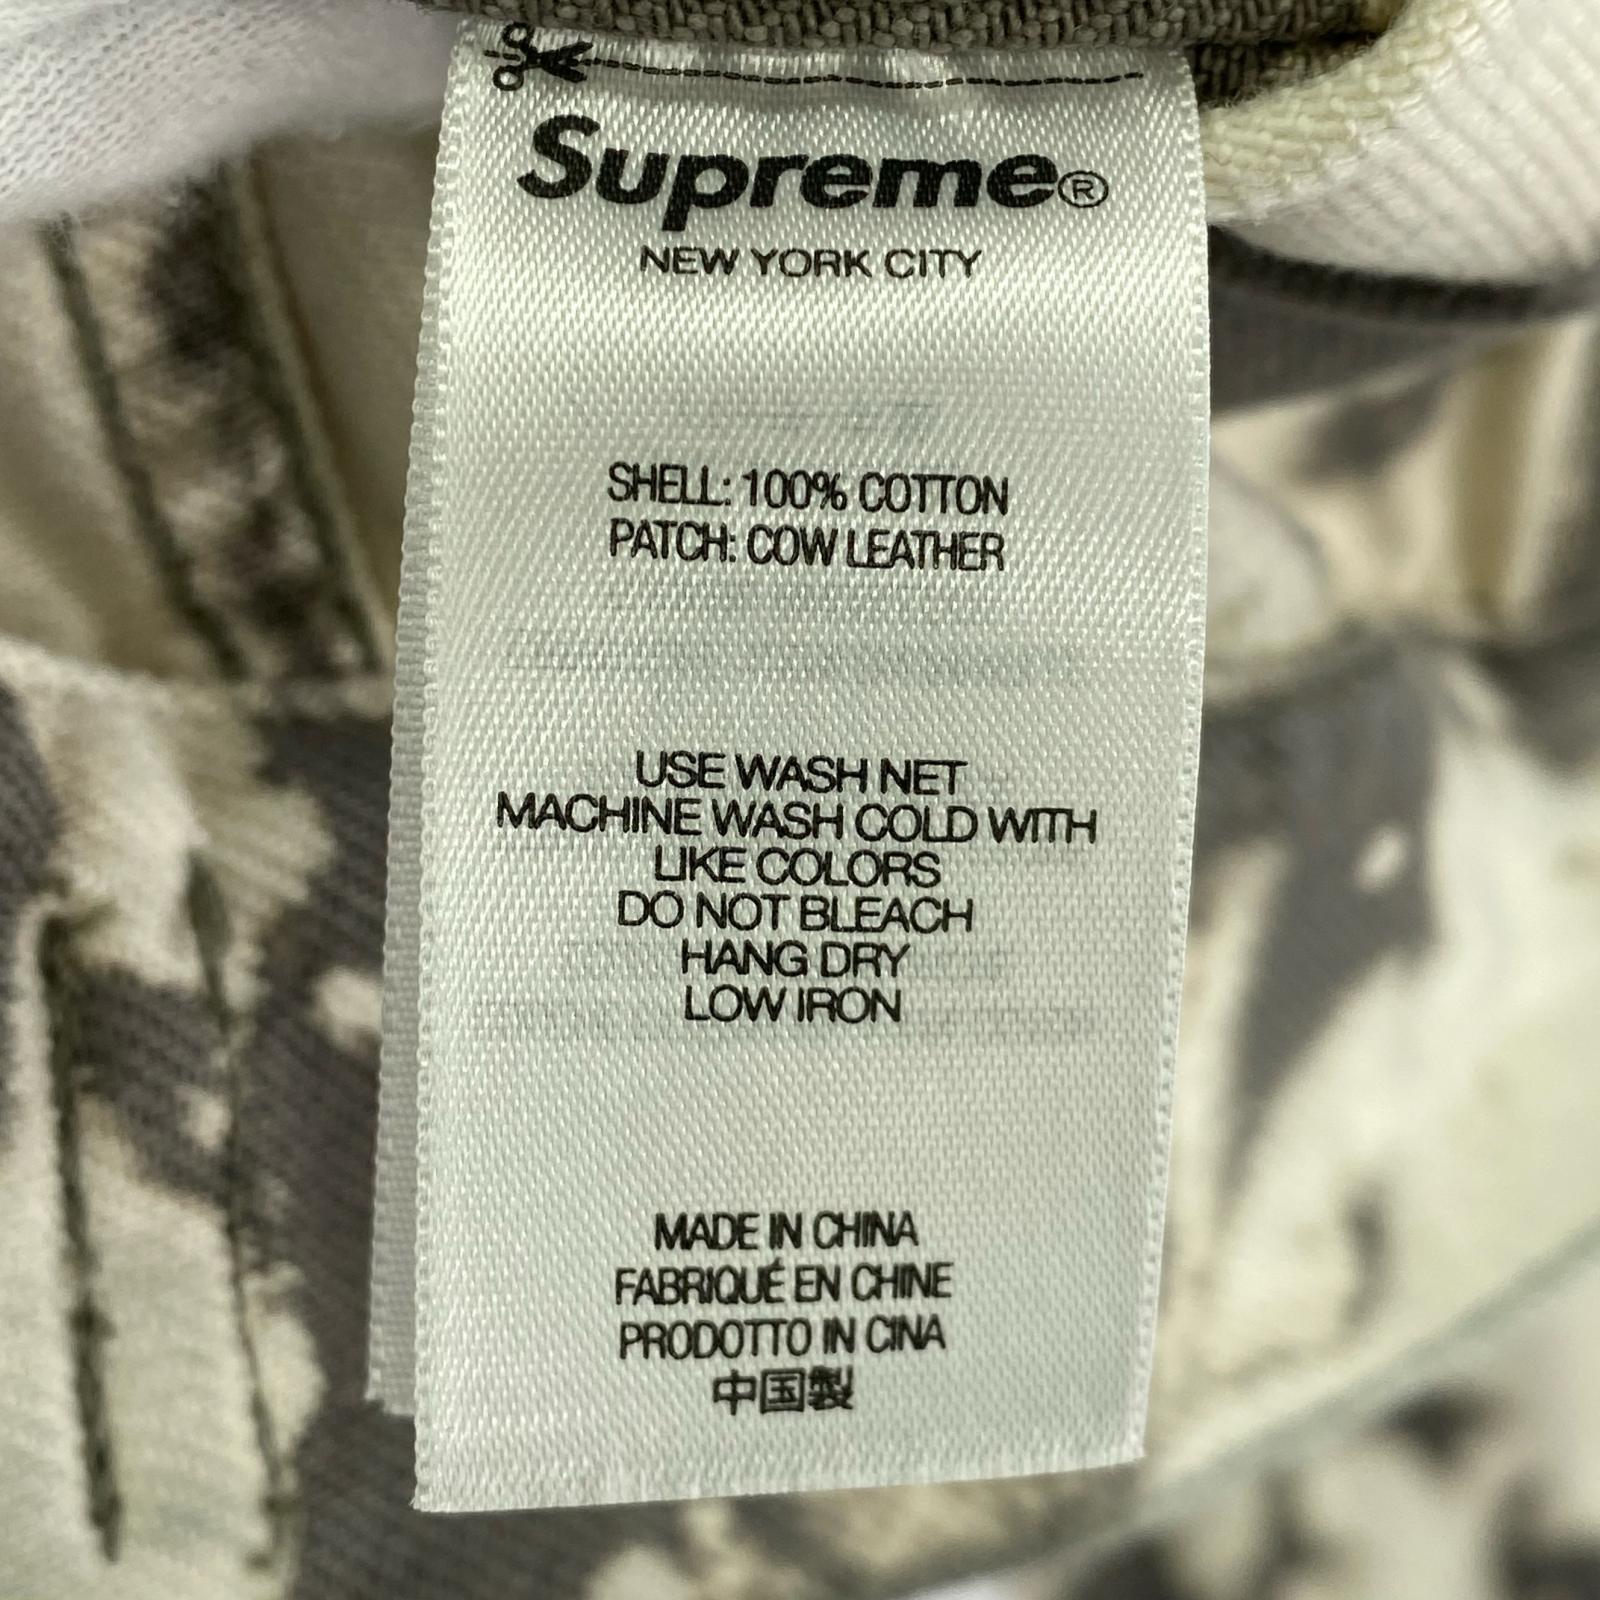 Supreme®
NEW YORK CITY
SHELL: 100% COTTON
PATCH: COW LEATHER
USE WASH NET
MACHINE WASH COLD WITH
LIKE COLORS
DO NOT BLEACH
HANG DRY
LOW IRON
MADE IN CHINA
FABRIQUÉ EN CHINE
PRODOTTO IN CINA
中国製